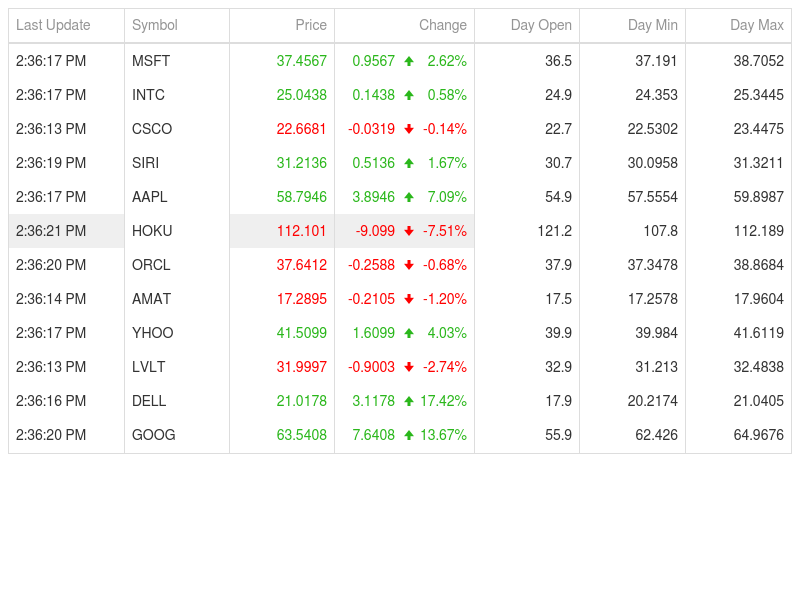 Last Update Symbol Price Change Day Open Day Min Day Max
2:36:17 PM MSFT 37.4567 0.9567 2.62% 36.5 37.191 38.7052
2:36:17 PM INTC 25.0438 0.1438 0.58% 24.9 24.353 25.3445
2:36:13 PM CSCO 22.6681 -0.0319 -0.14% 22.7 22.5302 23.4475
2:36:19 PM SIRI 31.2136 0.5136 1.67% 30.7 30.0958 31.3211
2:36:17 PM AAPL 58.7946 3.8946 7.09% 54.9 57.5554 59.8987
2:36:21 PM HOKU 112.101 -9.099 -7.51% 121.2 107.8 112.189
2:36:20 PM ORCL 37.6412 -0.2588 -0.68% 37.9 37.3478 38.8684
2:36:14 PM AMAT 17.2895 -0.2105 -1.20% 17.5 17.2578 17.9604
2:36:17 PM YHOO 41.5099 1.6099 4.03% 39.9 39.984 41.6119
2:36:13 PM LVLT 31.9997 -0.9003 -2.74% 32.9 31.213 32.4838
2:36:16 PM DELL 21.0178 3.1178 17.42% 17.9 20.2174 21.0405
2:36:20 PM GOOG 63.5408 7.6408 13.67% 55.9 62.426 64.9676